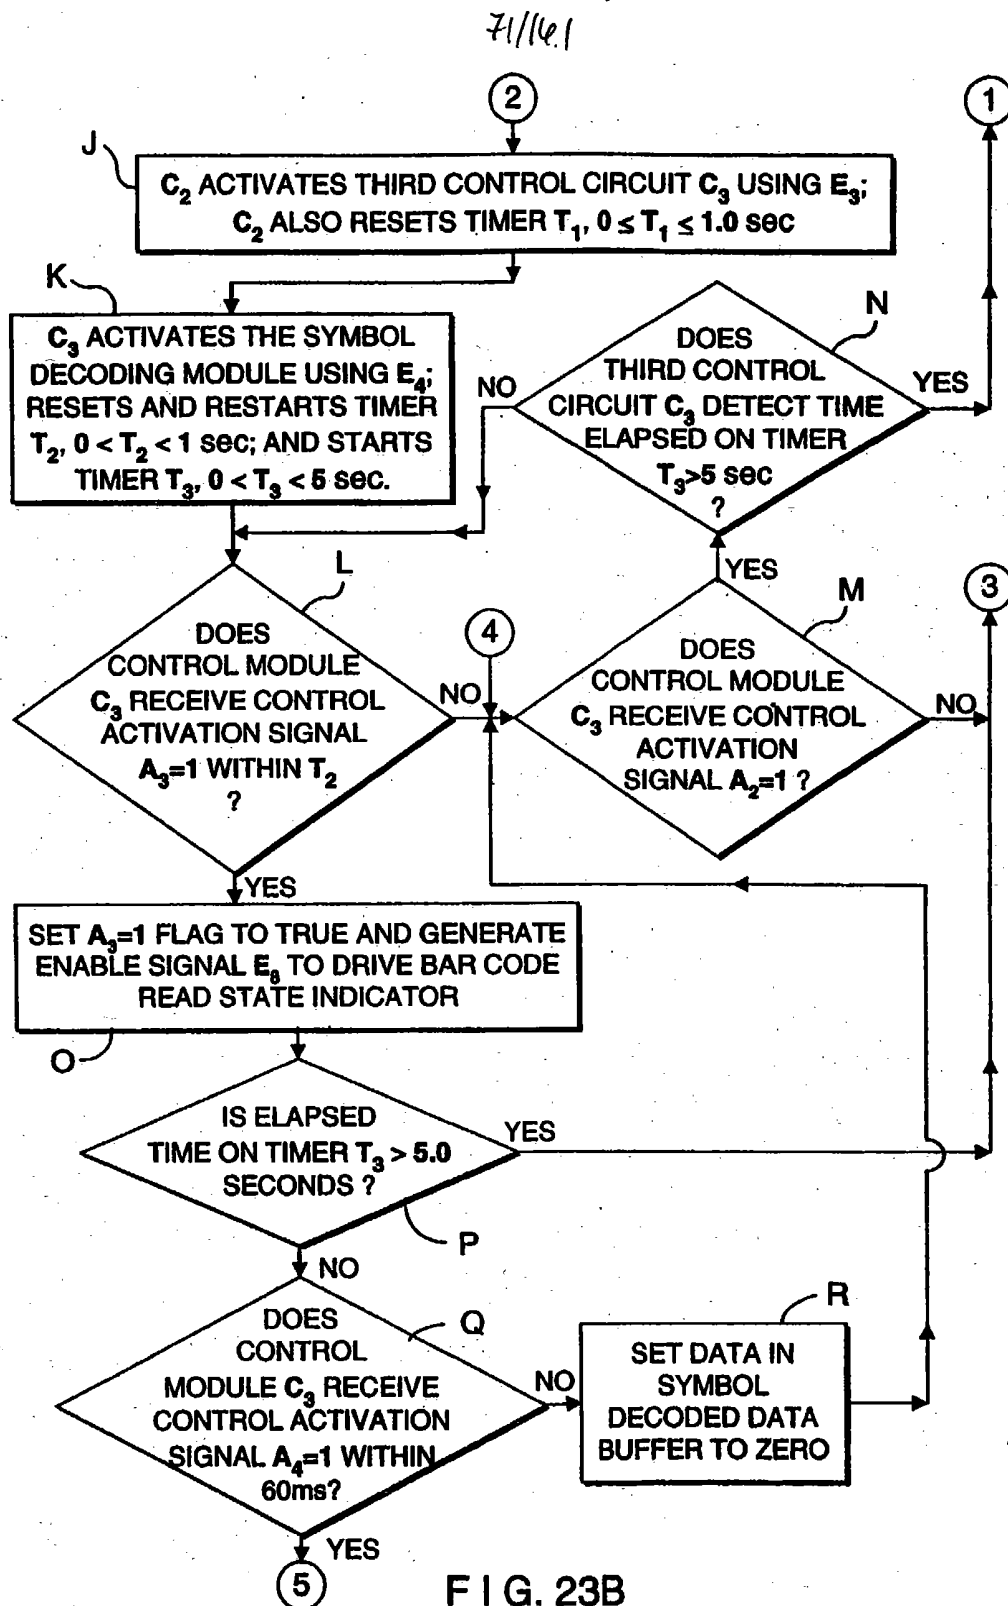 71/161
2
1
J
C₂ ACTIVATES THIRD CONTROL CIRCUIT C₃ USING E₃;
C₂ ALSO RESETS TIMER T₁, 0 ≤ T₁ ≤ 1.0 sec
K
C₃ ACTIVATES THE SYMBOL
DECODING MODULE USING E₄;
RESETS AND RESTARTS TIMER
T₂, 0 < T₂ < 1 sec; AND STARTS
TIMER T₃, 0 < T₃ < 5 sec.
N
DOES
THIRD CONTROL
CIRCUIT C₃ DETECT TIME
ELAPSED ON TIMER
T₃>5 sec
?
NO
YES
L
DOES
CONTROL MODULE
C₃ RECEIVE CONTROL
ACTIVATION SIGNAL
A₃=1 WITHIN T₂
?
NO
YES
4
M
YES
DOES
CONTROL MODULE
C₃ RECEIVE CONTROL
ACTIVATION
SIGNAL A₂=1 ?
NO
3
SET A₃=1 FLAG TO TRUE AND GENERATE
ENABLE SIGNAL E₈ TO DRIVE BAR CODE
READ STATE INDICATOR
O
IS ELAPSED
TIME ON TIMER T₃ > 5.0
SECONDS ?
YES
P
NO
Q
DOES
CONTROL
MODULE C₃ RECEIVE
CONTROL ACTIVATION
SIGNAL A₄=1 WITHIN
60ms?
NO
R
SET DATA IN
SYMBOL
DECODED DATA
BUFFER TO ZERO
YES
5
FIG. 23B